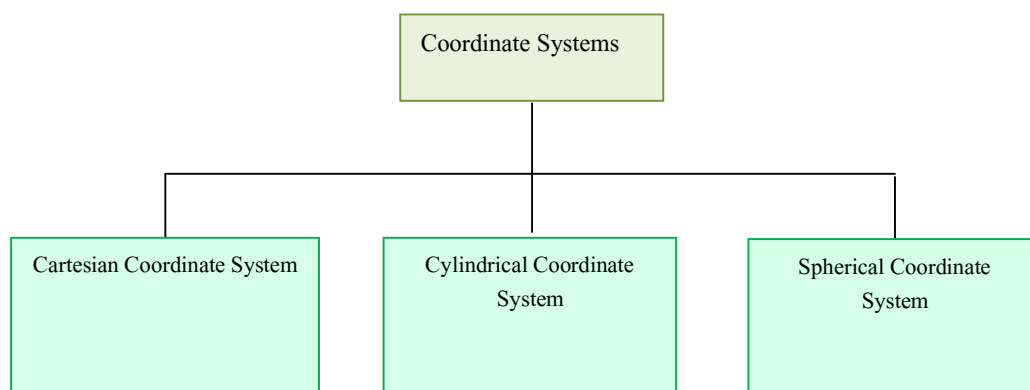 Coordinate Systems
Cartesian Coordinate System
Cylindrical Coordinate
System
Spherical Coordinate
System